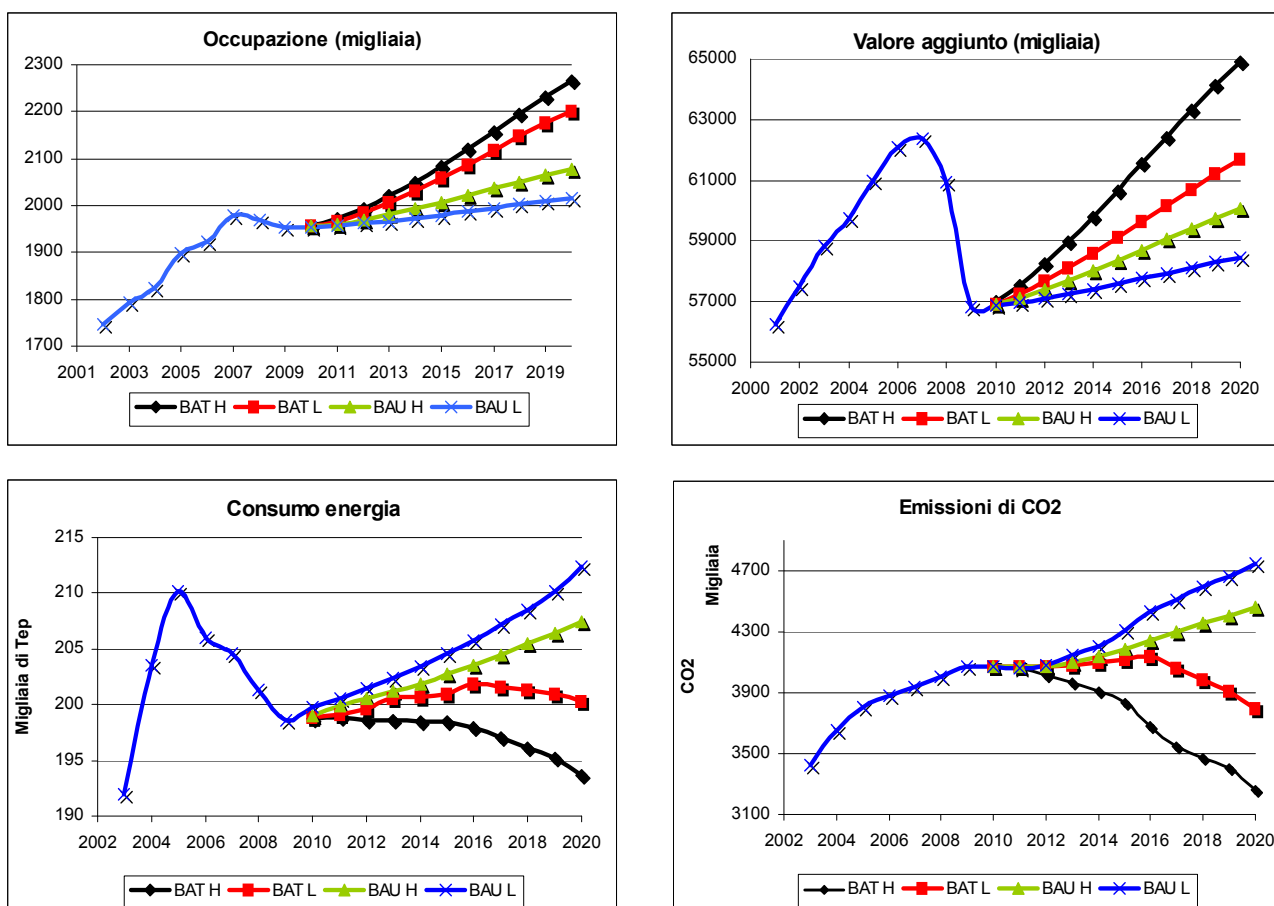 Occupazione (migliaia)
2300
2200
2100
2000
1900
1800
1700
2001 2003 2005 2007 2009 2011 2013 2015 2017 2019
BAT H BAT L BAU H BAU L
Valore aggiunto (migliaia)
65000
63000
61000
59000
57000
55000
2000 2002 2004 2006 2008 2010 2012 2014 2016 2018 2020
BAT H BAT L BAU H BAU L
Consumo energia
Migliaia di Tep
215
210
205
200
195
190
2002 2004 2006 2008 2010 2012 2014 2016 2018 2020
BAT H BAT L BAU H BAU L
Emissioni di CO2
Migliaia
CO2
4700
4300
3900
3500
3100
2002 2004 2006 2008 2010 2012 2014 2016 2018 2020
BAT H BAT L BAU H BAU L